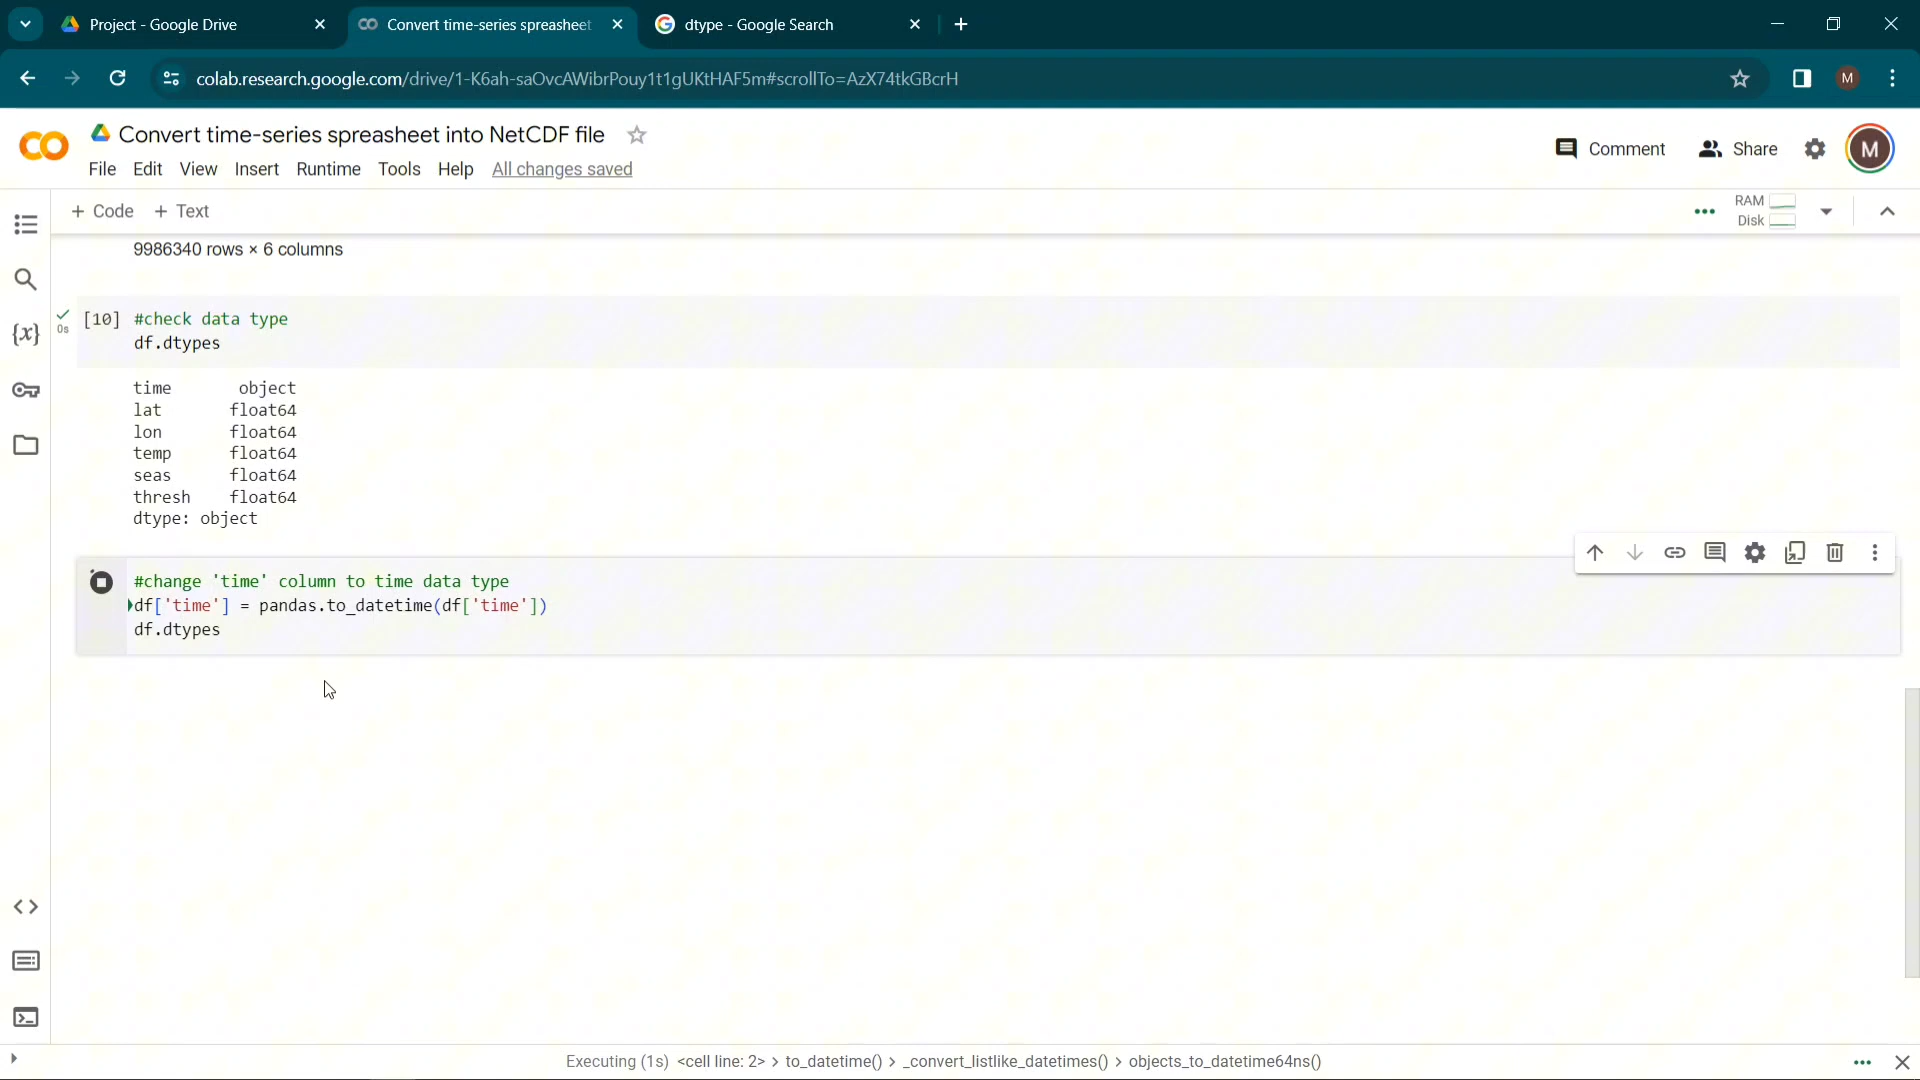 Project - Google Drive
Convert time-series spreasheet
dtype - Google Search
colab.research.google.com/drive/1-K6ah-saOvcAWibrPouy1t1gUKtHAF5m#scrollTo=AzX74tkGBcrH
M
Convert time-series spreasheet into NetCDF file
Comment
Share
M
File Edit View Insert Runtime Tools Help All changes saved
+ Code + Text
RAM
Disk
9986340 rows × 6 columns
0s
[10] #check data type
df.dtypes
time object
lat float64
lon float64
temp float64
seas float64
thresh float64
dtype: object
#change 'time' column to time data type
df['time'] = pandas.to_datetime(df['time'])
df.dtypes
Executing (1s) <cell line: 2> > to_datetime() > _convert_listlike_datetimes() > objects_to_datetime64ns()